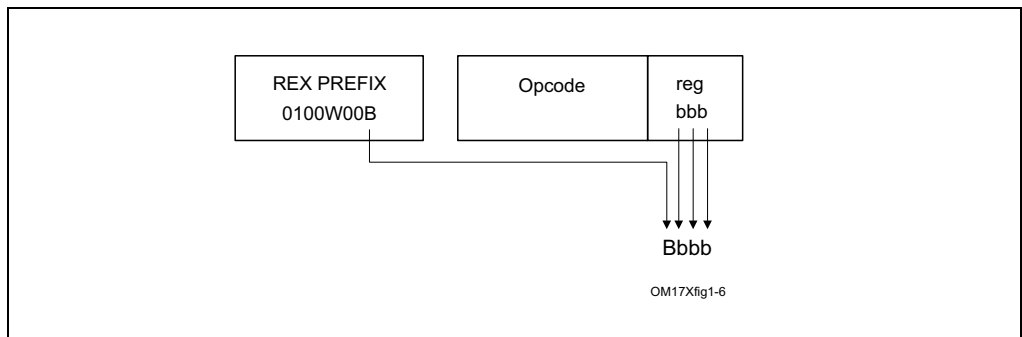 REX PREFIX
0100W00B
Opcode
reg
bbb
Bbbb
OM17Xfig1-6